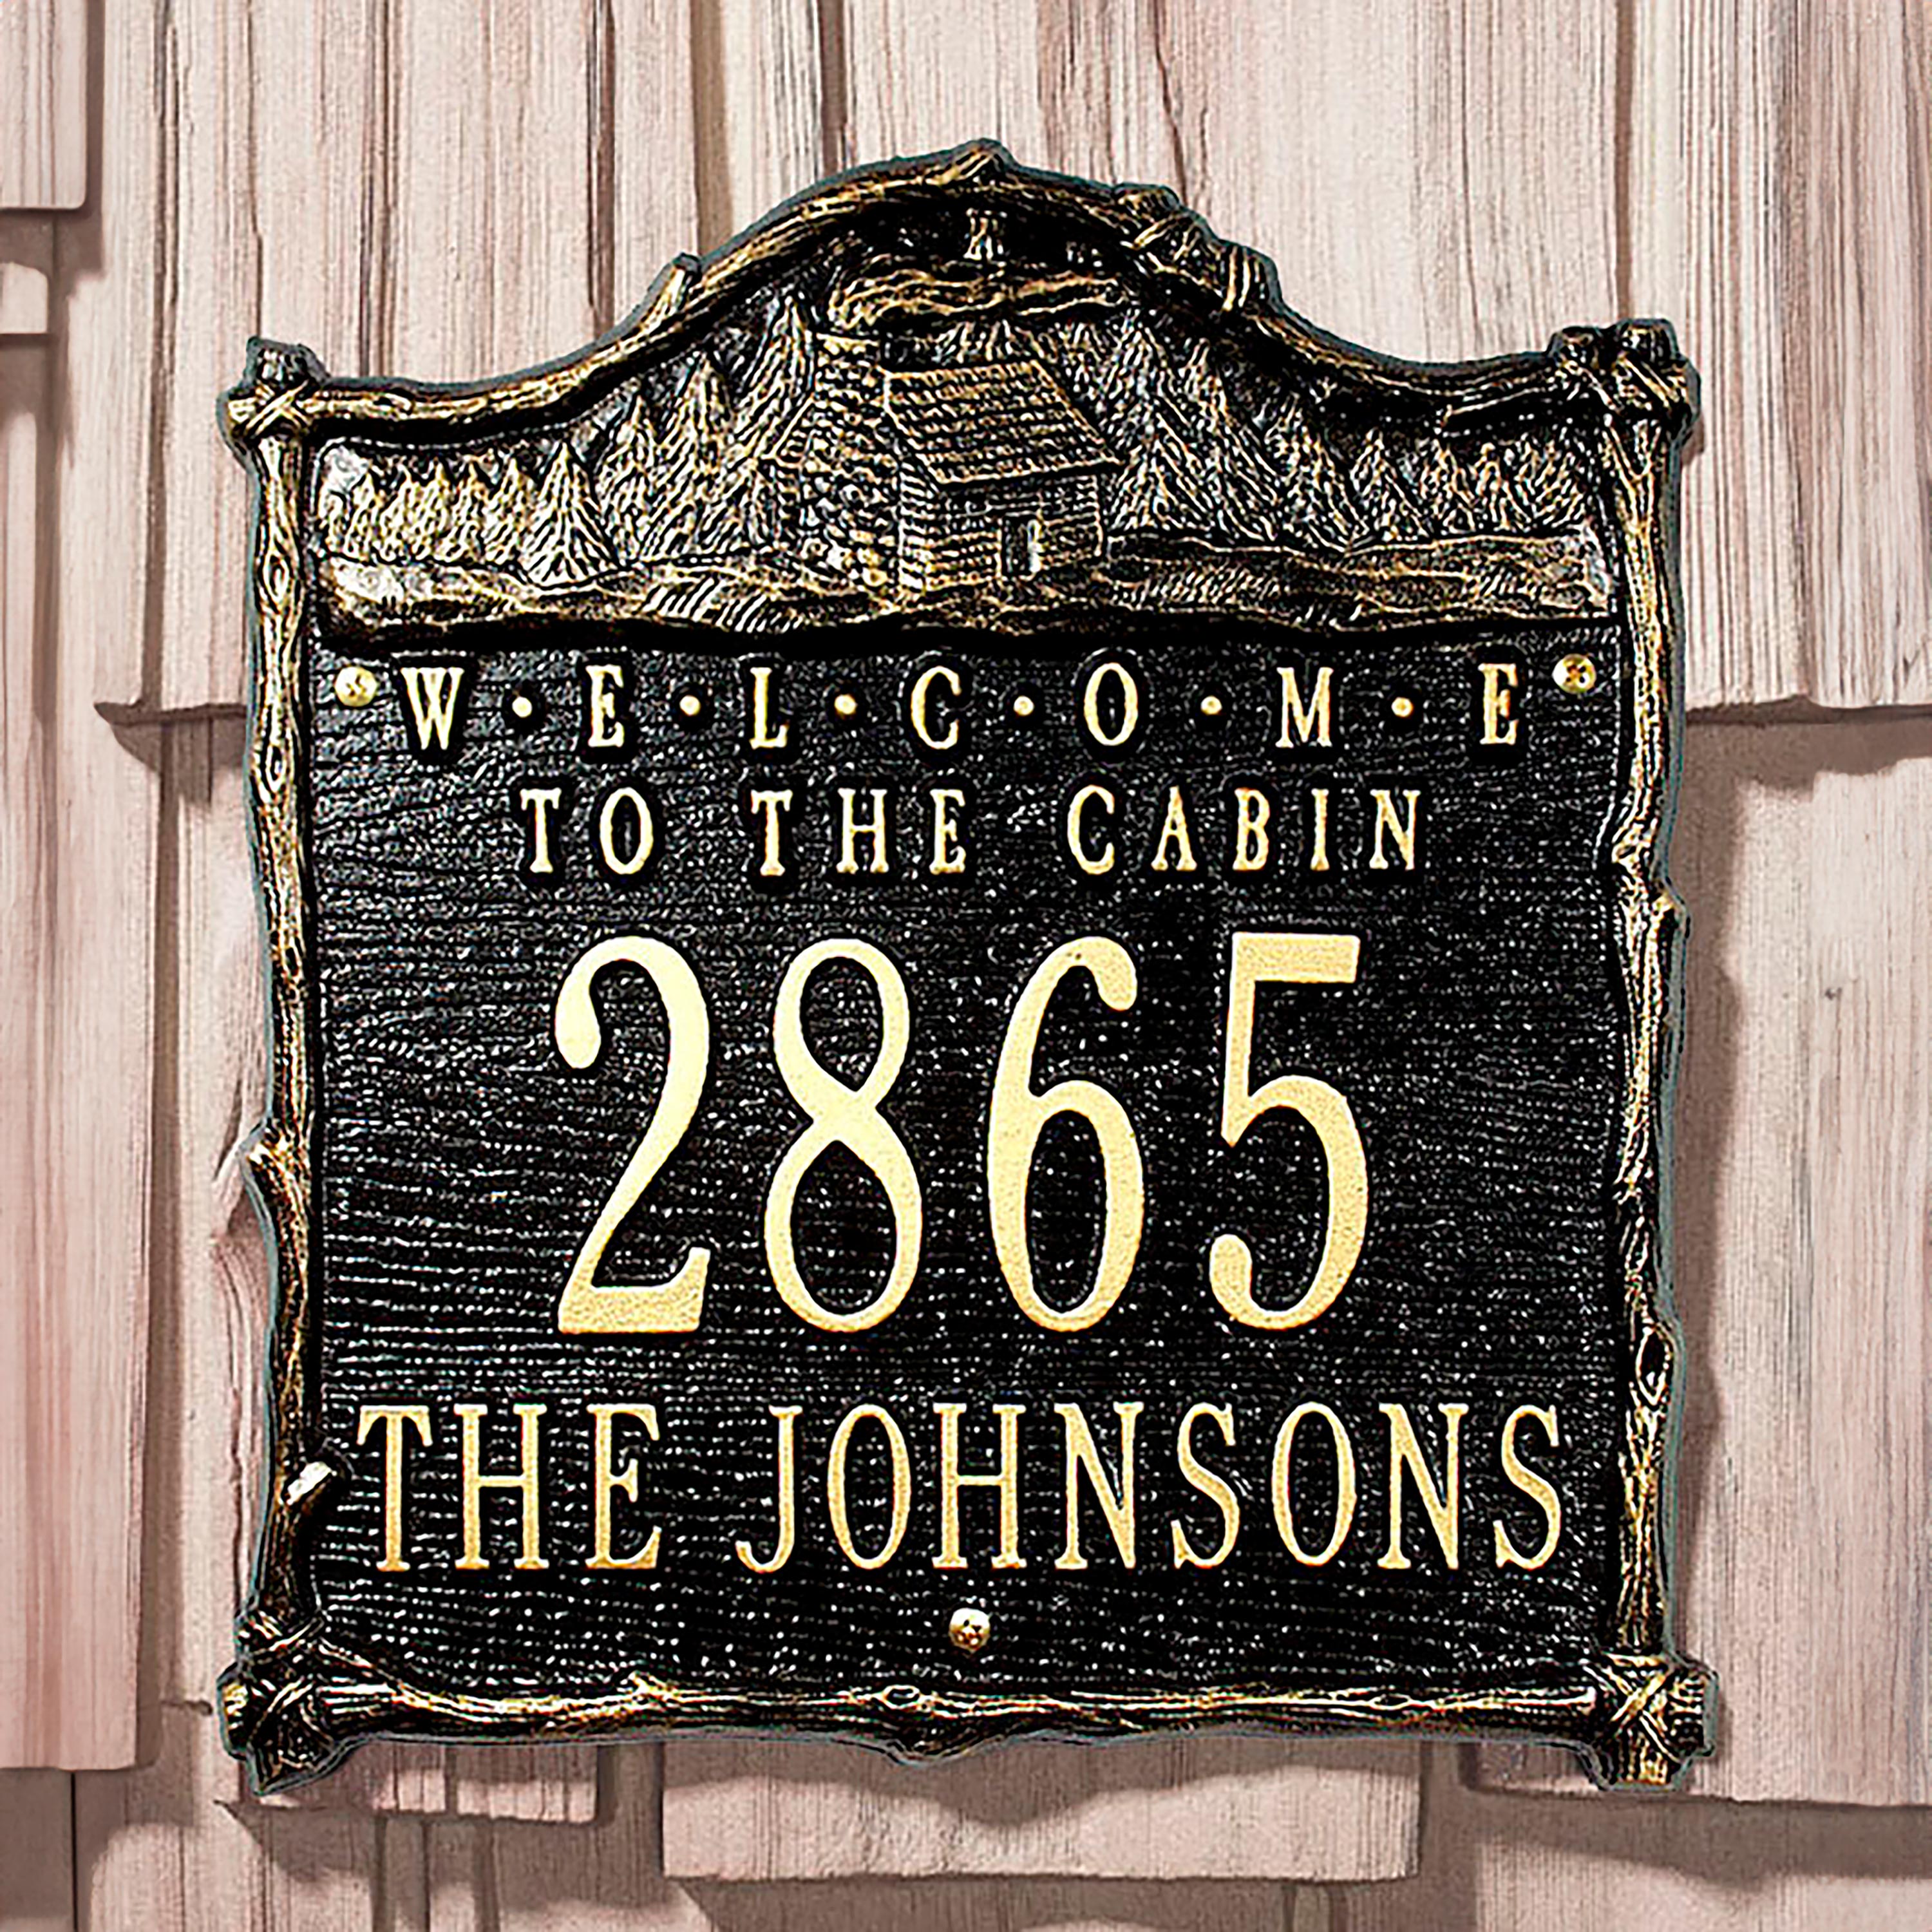 W·E·L·C·O·M·E
TO THE CABIN
2865
THE JOHNSONS